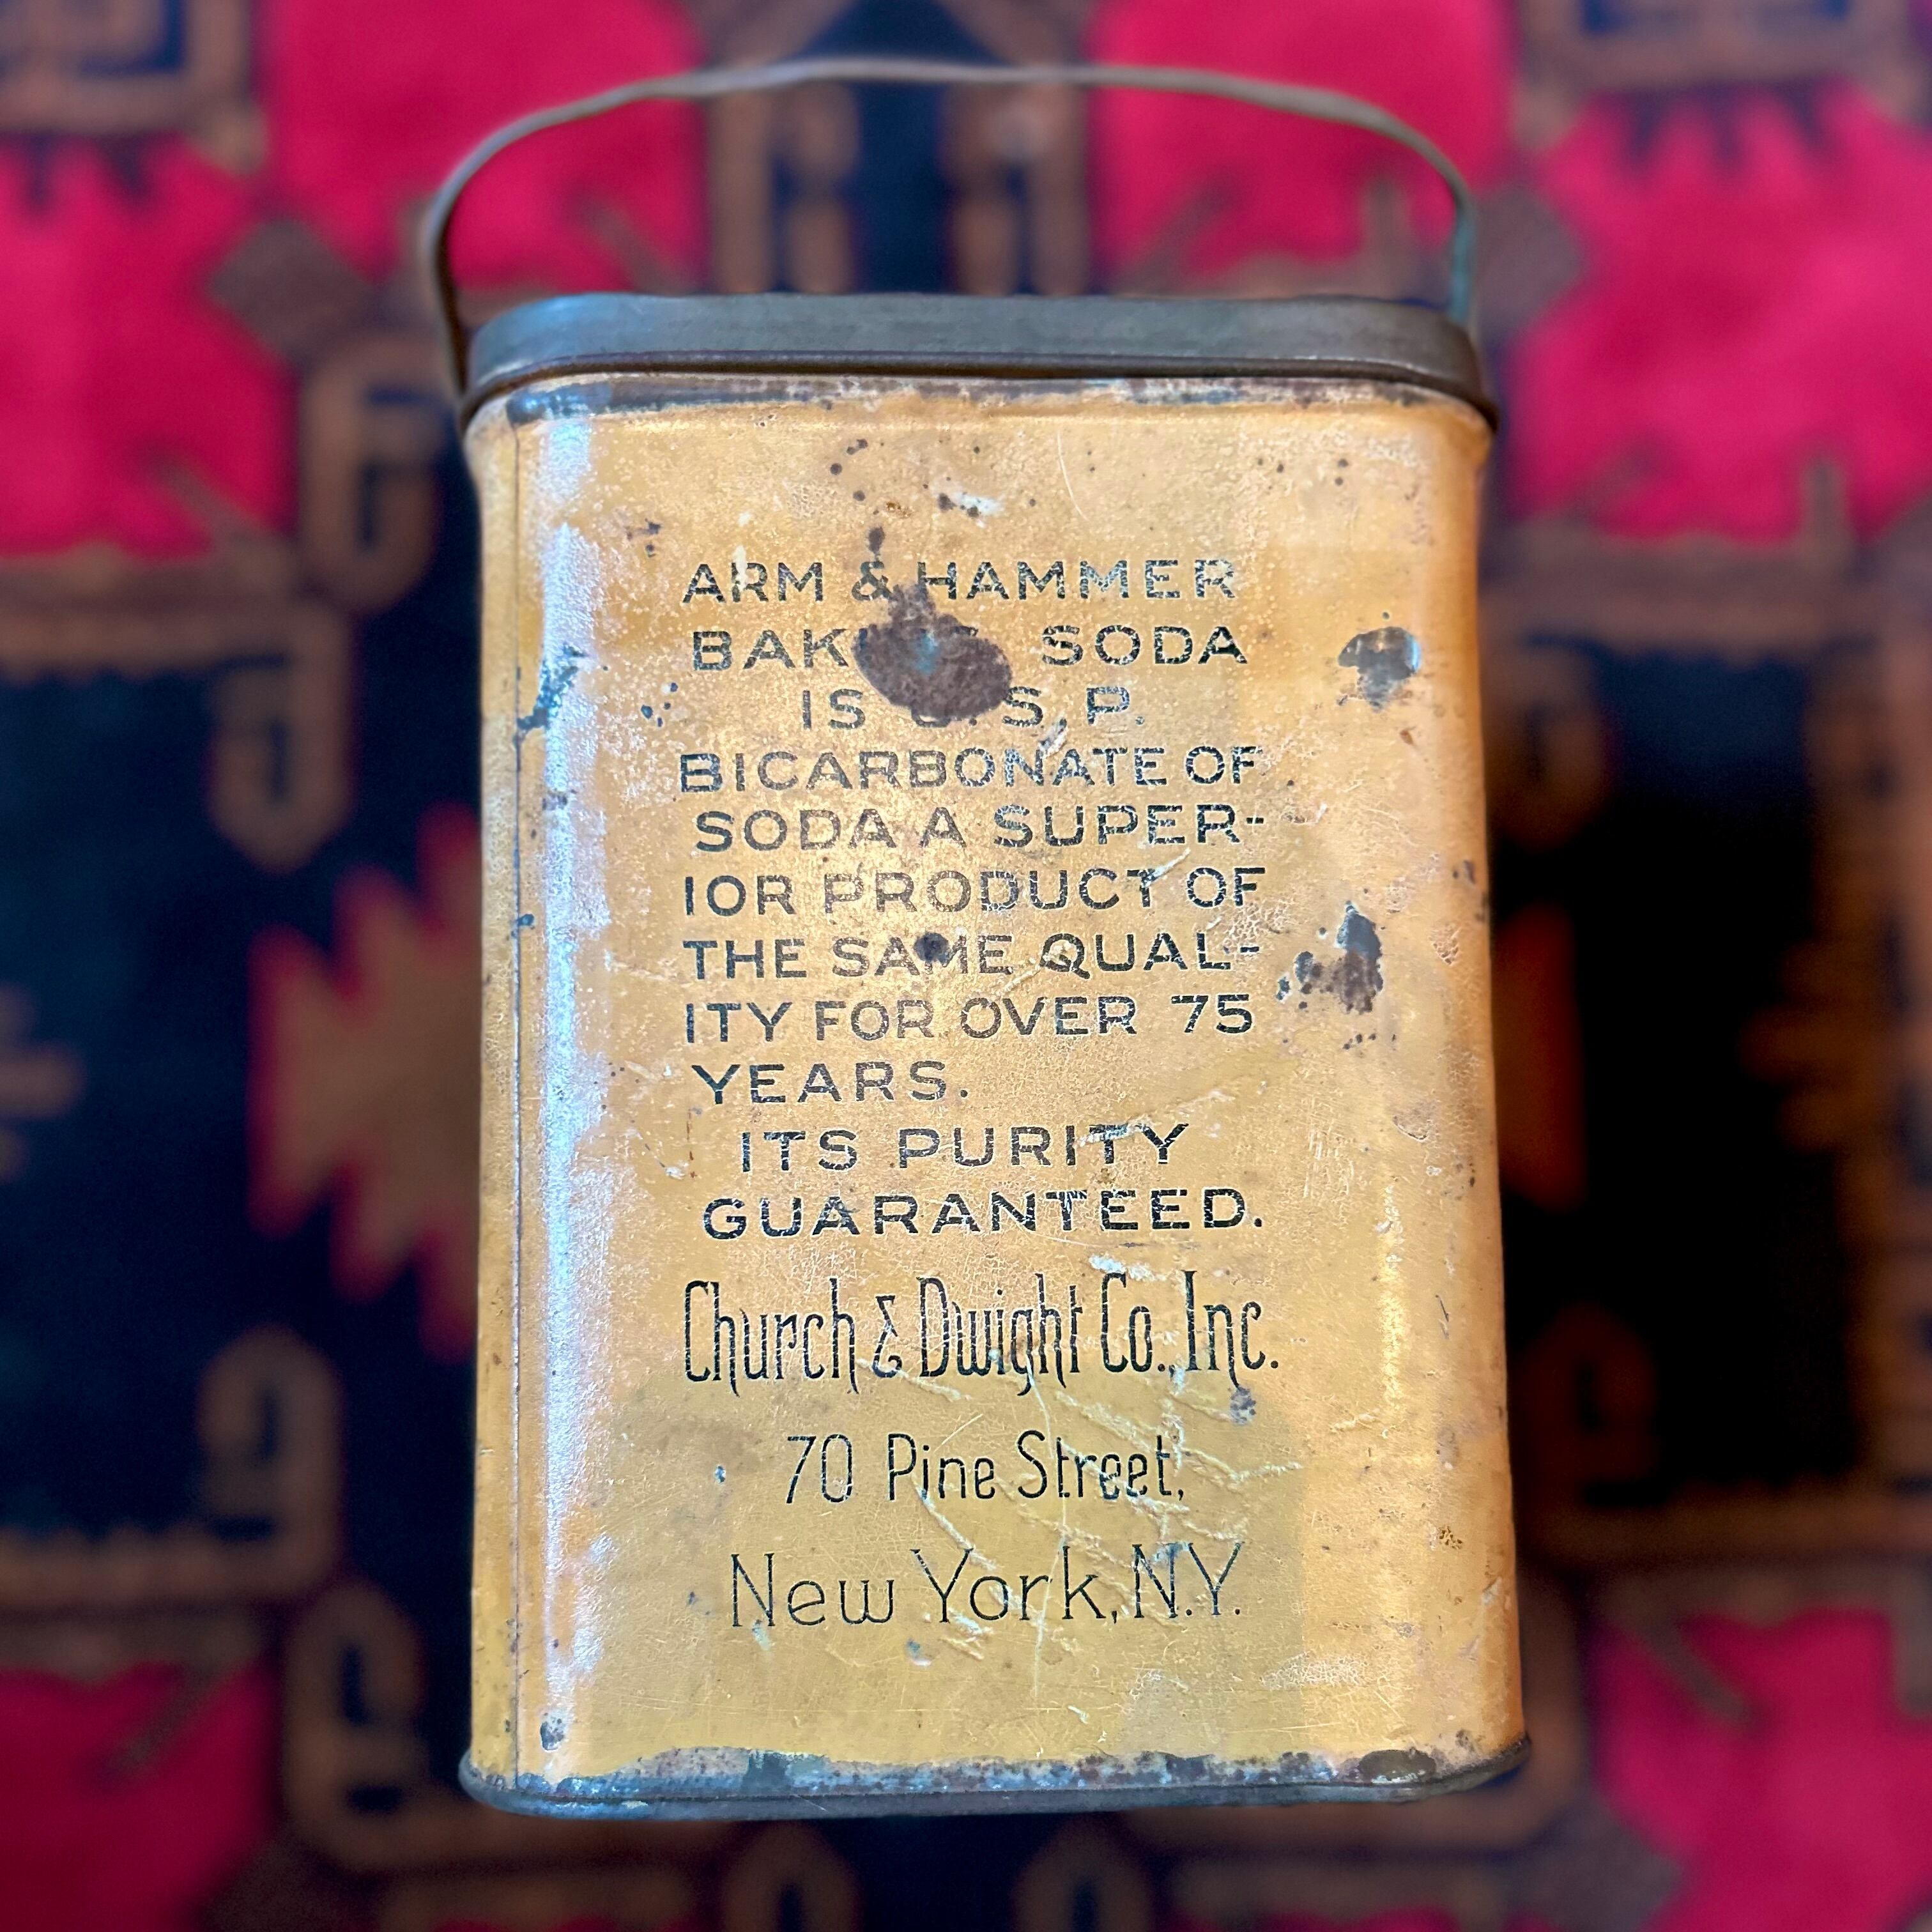 ARM & HAMMER
BAKING SODA
IS U.S.P.
BICARBONATE OF
SODA A SUPER-
IOR PRODUCT OF
THE SAME QUAL-
ITY FOR OVER 75
YEARS.
ITS PURITY
GUARANTEED.
Church & Dwight Co., Inc.
70 Pine Street,
New York, N.Y.